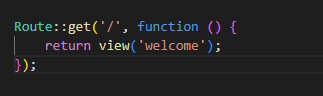 Route::get('/', function () {
    return view('welcome');
});